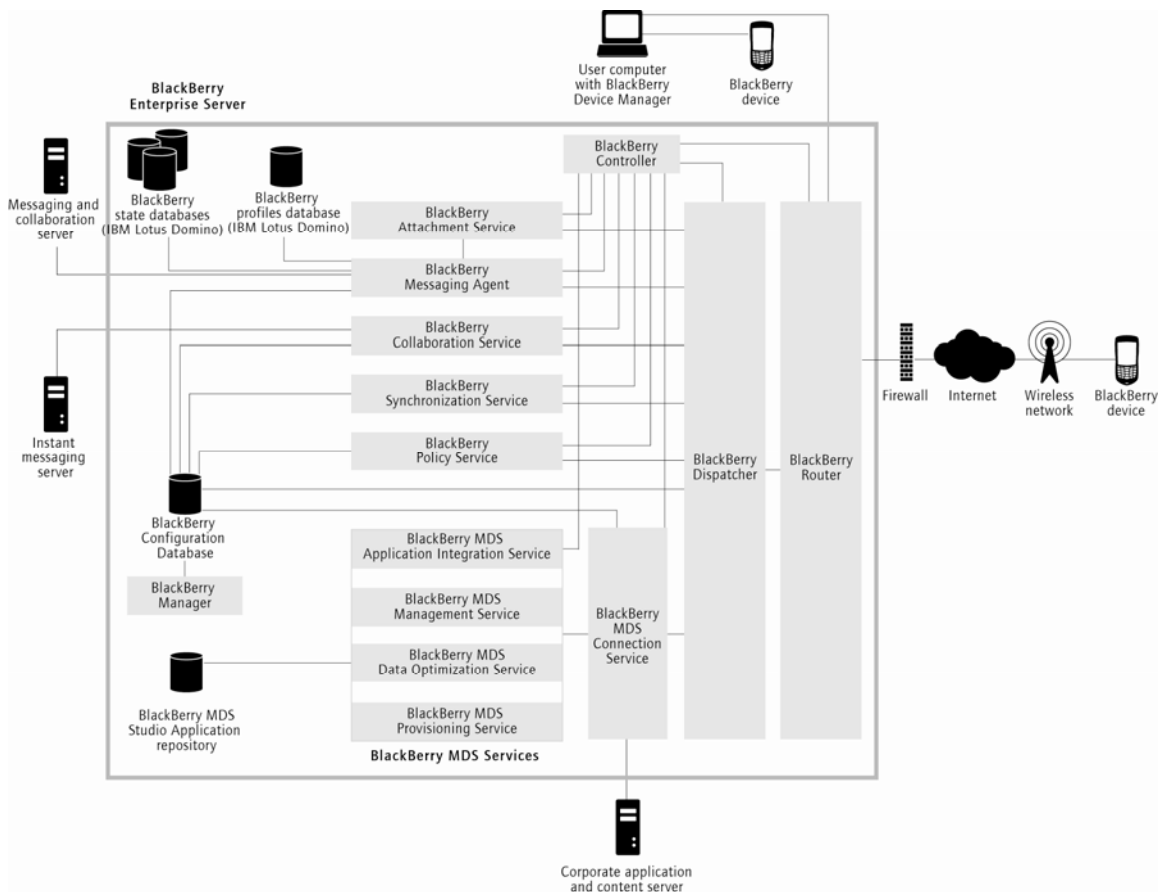 User computer
with BlackBerry
Device Manager
BlackBerry
device
BlackBerry
Enterprise Server
Messaging and
collaboration
server
BlackBerry
state databases
(IBM Lotus Domino)
BlackBerry
profiles database
(IBM Lotus Domino)
BlackBerry
Controller
BlackBerry
Attachment Service
BlackBerry
Messaging Agent
BlackBerry
Collaboration Service
BlackBerry
Synchronization Service
BlackBerry
Policy Service
Instant
messaging
server
BlackBerry
Configuration
Database
BlackBerry
Manager
BlackBerry MDS
Studio Application
repository
BlackBerry MDS
Application Integration Service
BlackBerry MDS
Management Service
BlackBerry MDS
Data Optimization Service
BlackBerry MDS
Provisioning Service
BlackBerry MDS Services
BlackBerry
MDS
Connection
Service
BlackBerry
Dispatcher
BlackBerry
Router
Firewall
Internet
Wireless
network
BlackBerry
device
Corporate application
and content server